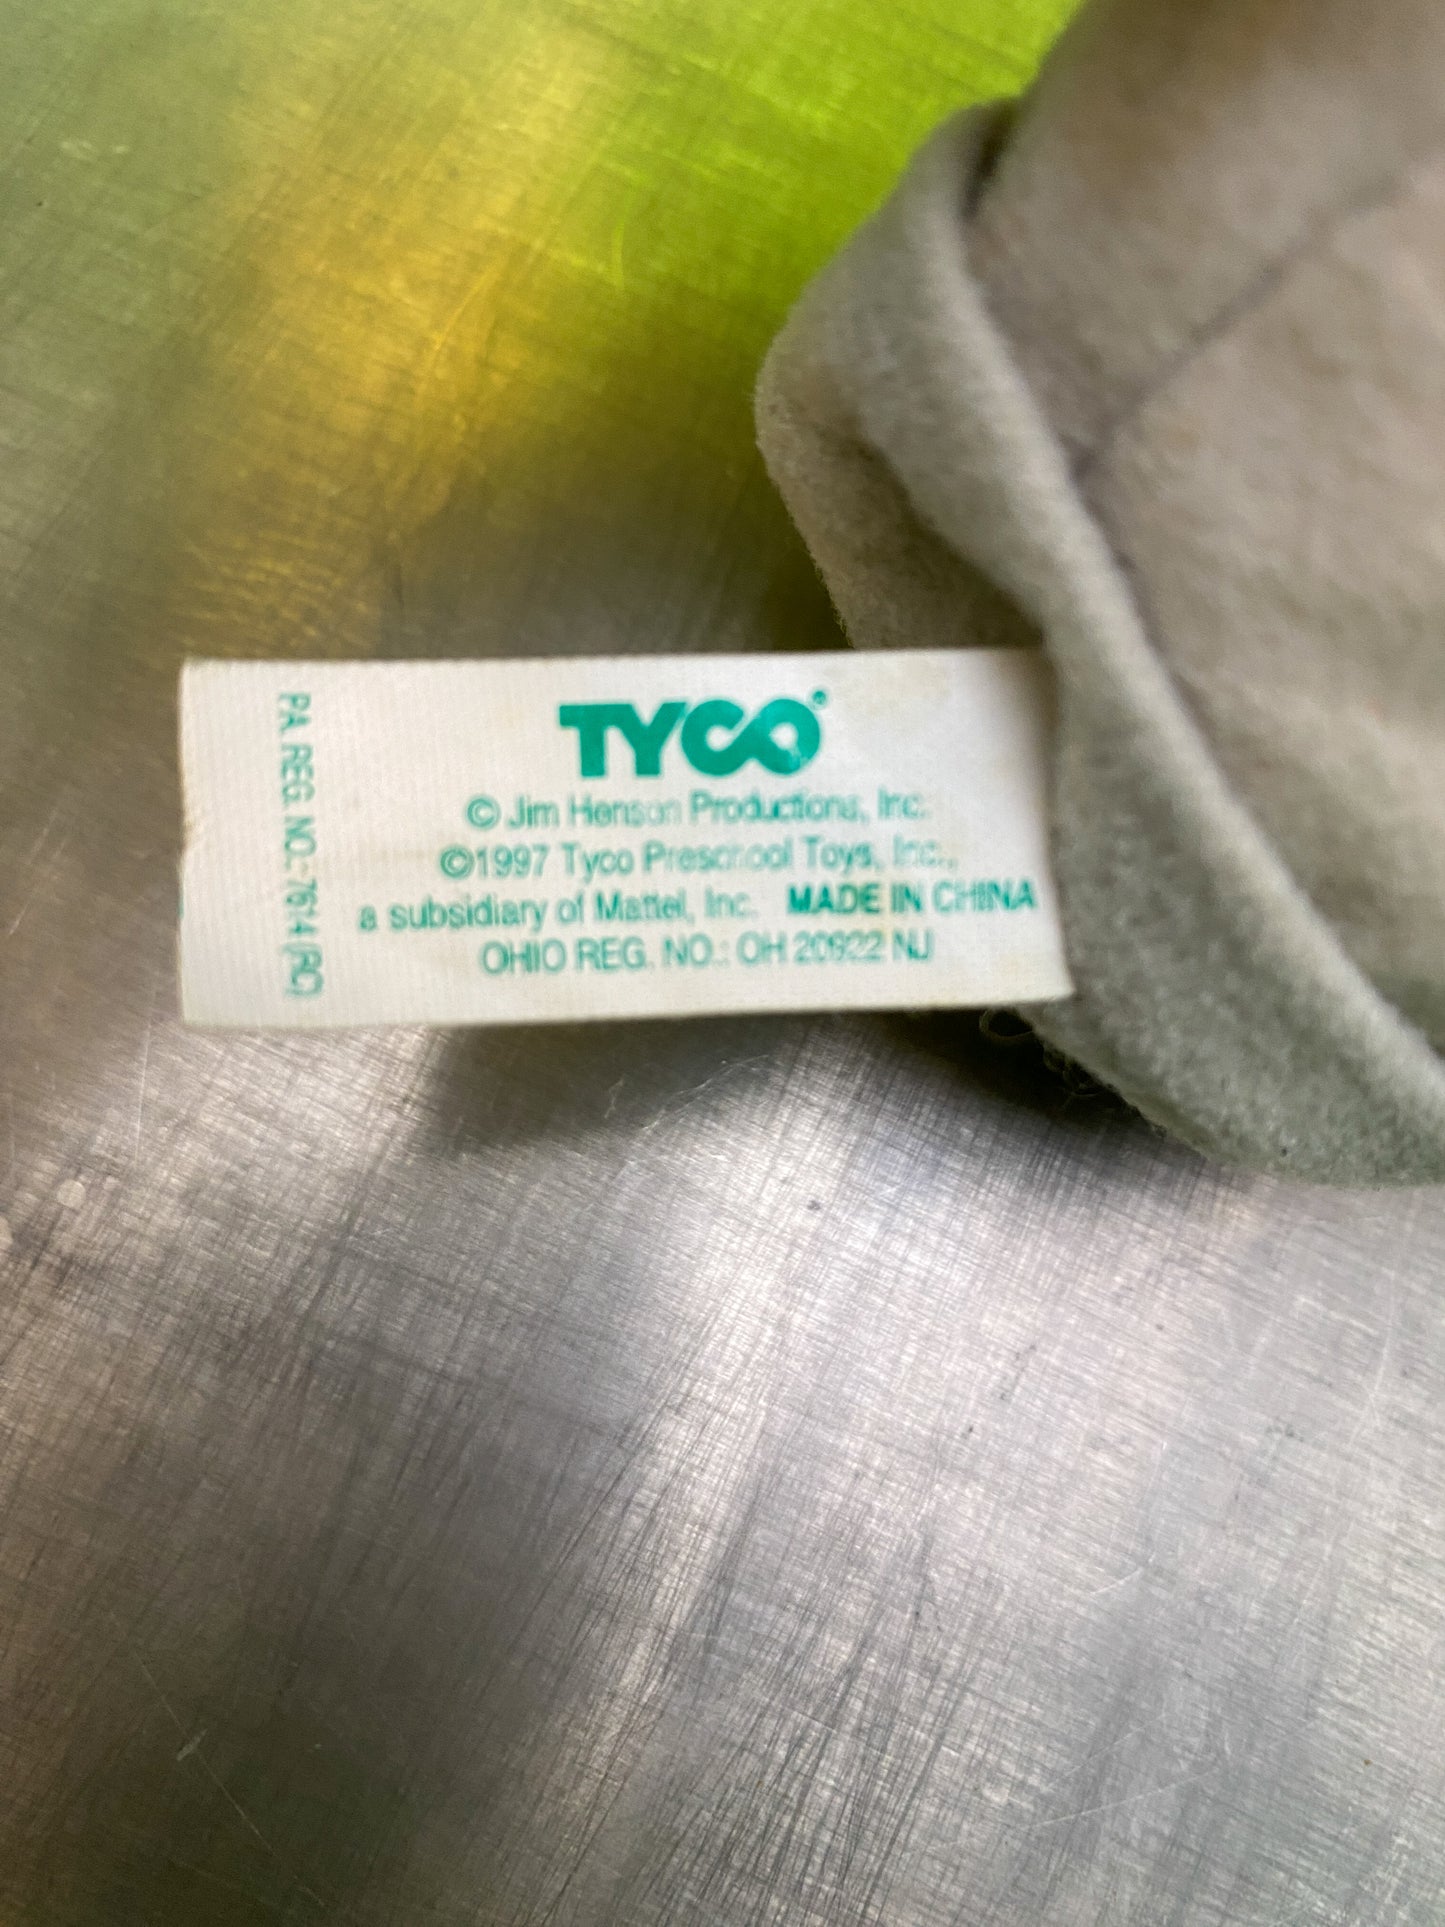 TYCO®
© Jim Henson Productions, Inc.
©1997 Tyco Preschool Toys, Inc.,
a subsidiary of Mattel, Inc. MADE IN CHINA
OHIO REG. NO.: OH 20922 NJ
PA. REG. NO.: 7614 (RC)